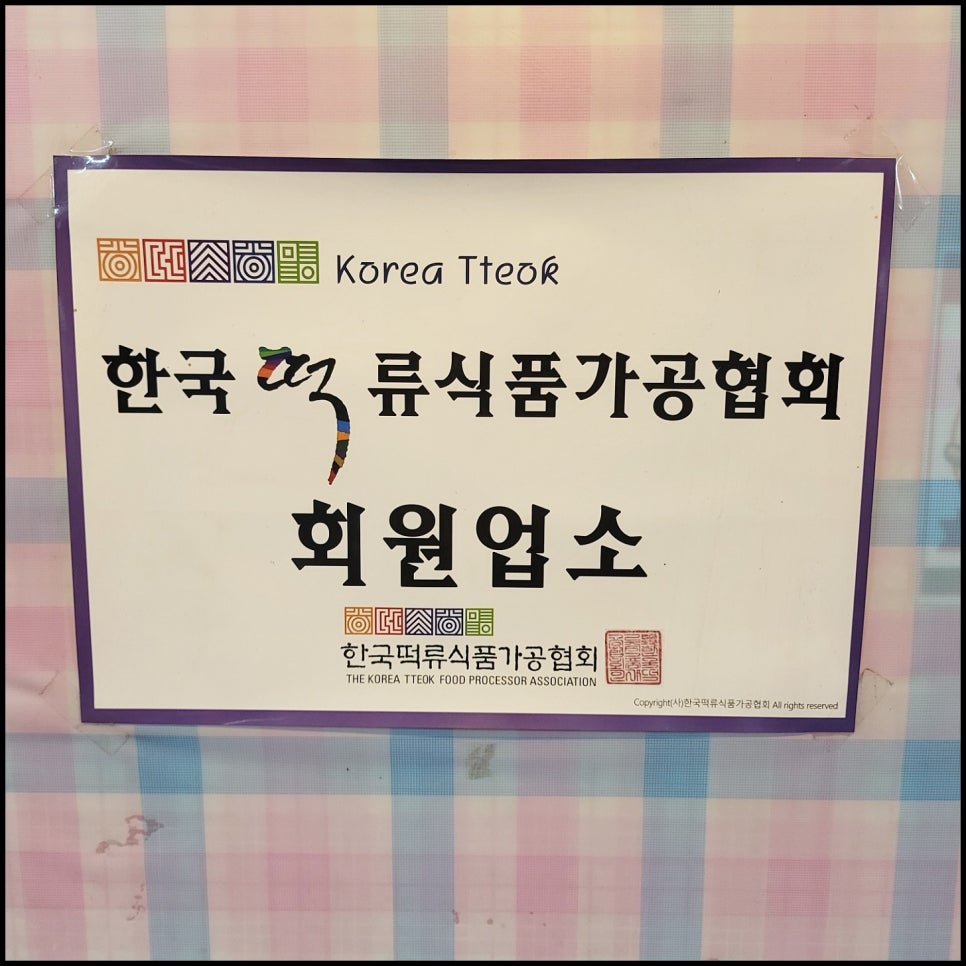 Korea Tteok
한국떡류식품가공협회
회원업소
한국떡류식품가공협회
THE KOREA TTEOK FOOD PROCESSOR ASSOCIATION
Copyright(사)한국떡류식품가공협회 All rights reserved